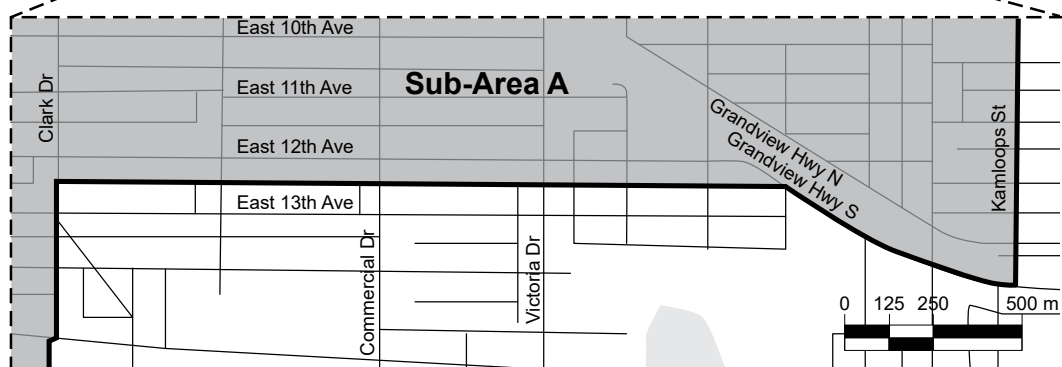 East 10th Ave
Sub-Area A
East 11th Ave
Clark Dr
Grandview Hwy N
Grandview Hwy S
East 12th Ave
Kamloops St
East 13th Ave
Commercial Dr
Victoria Dr
0 125 250 500 m